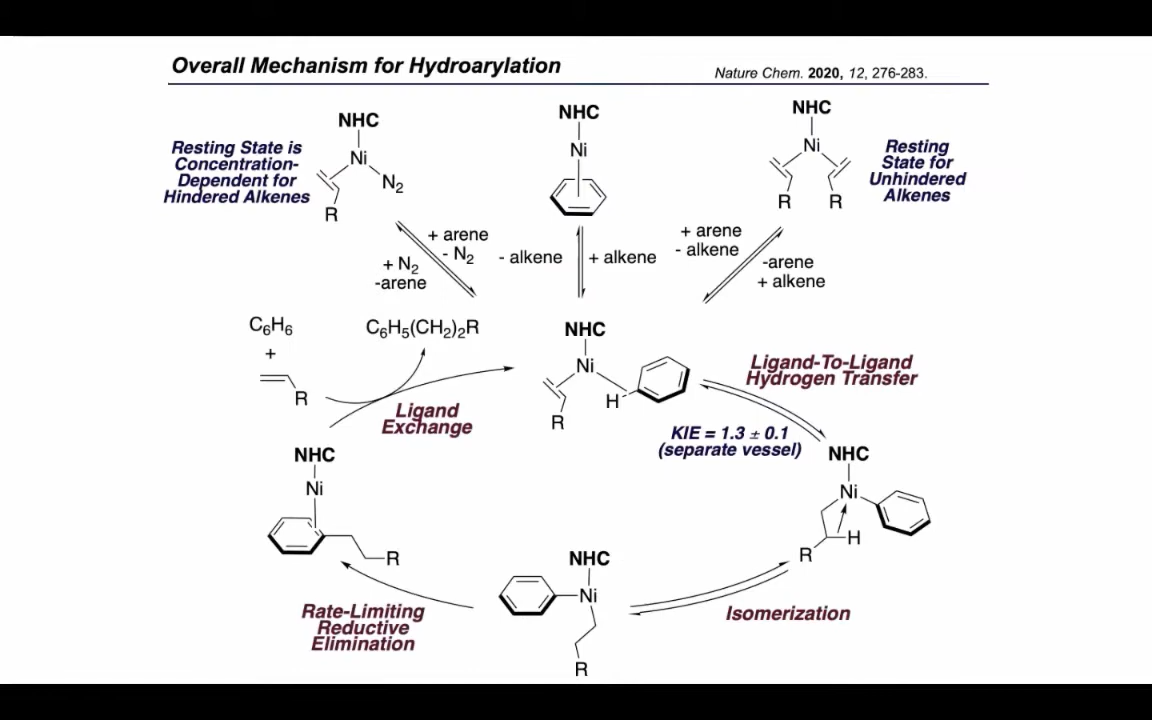 Overall Mechanism for Hydroarylation
Nature Chem. 2020, 12, 276-283.
Resting State is
Concentration-
Dependent for
Hindered Alkenes
NHC
Ni
N2
R
NHC
Ni
NHC
Ni
R
R
Resting
State for
Unhindered
Alkenes
+ arene
- N2
+ N2
-arene
- alkene
+ alkene
+ arene
- alkene
-arene
+ alkene
C6H6
+
R
C6H5(CH2)2R
Ligand
Exchange
NHC
Ni
H
R
Ligand-To-Ligand
Hydrogen Transfer
KIE = 1.3 ± 0.1
(separate vessel)
NHC
Ni
H
R
NHC
Ni
R
NHC
Ni
R
Isomerization
Rate-Limiting
Reductive
Elimination